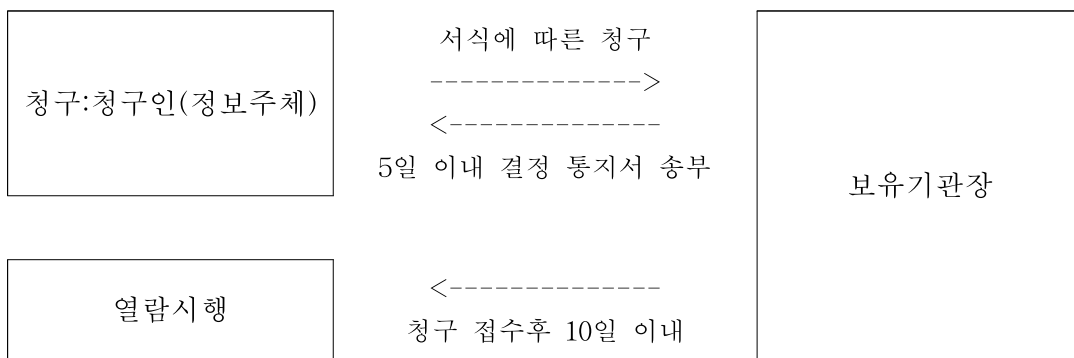 서식에 따른 청구
-------------->
청구:청구인(정보주체)
<--------------
5일 이내 결정 통지서 송부
보유기관장
<--------------
열람시행
청구 접수후 10일 이내